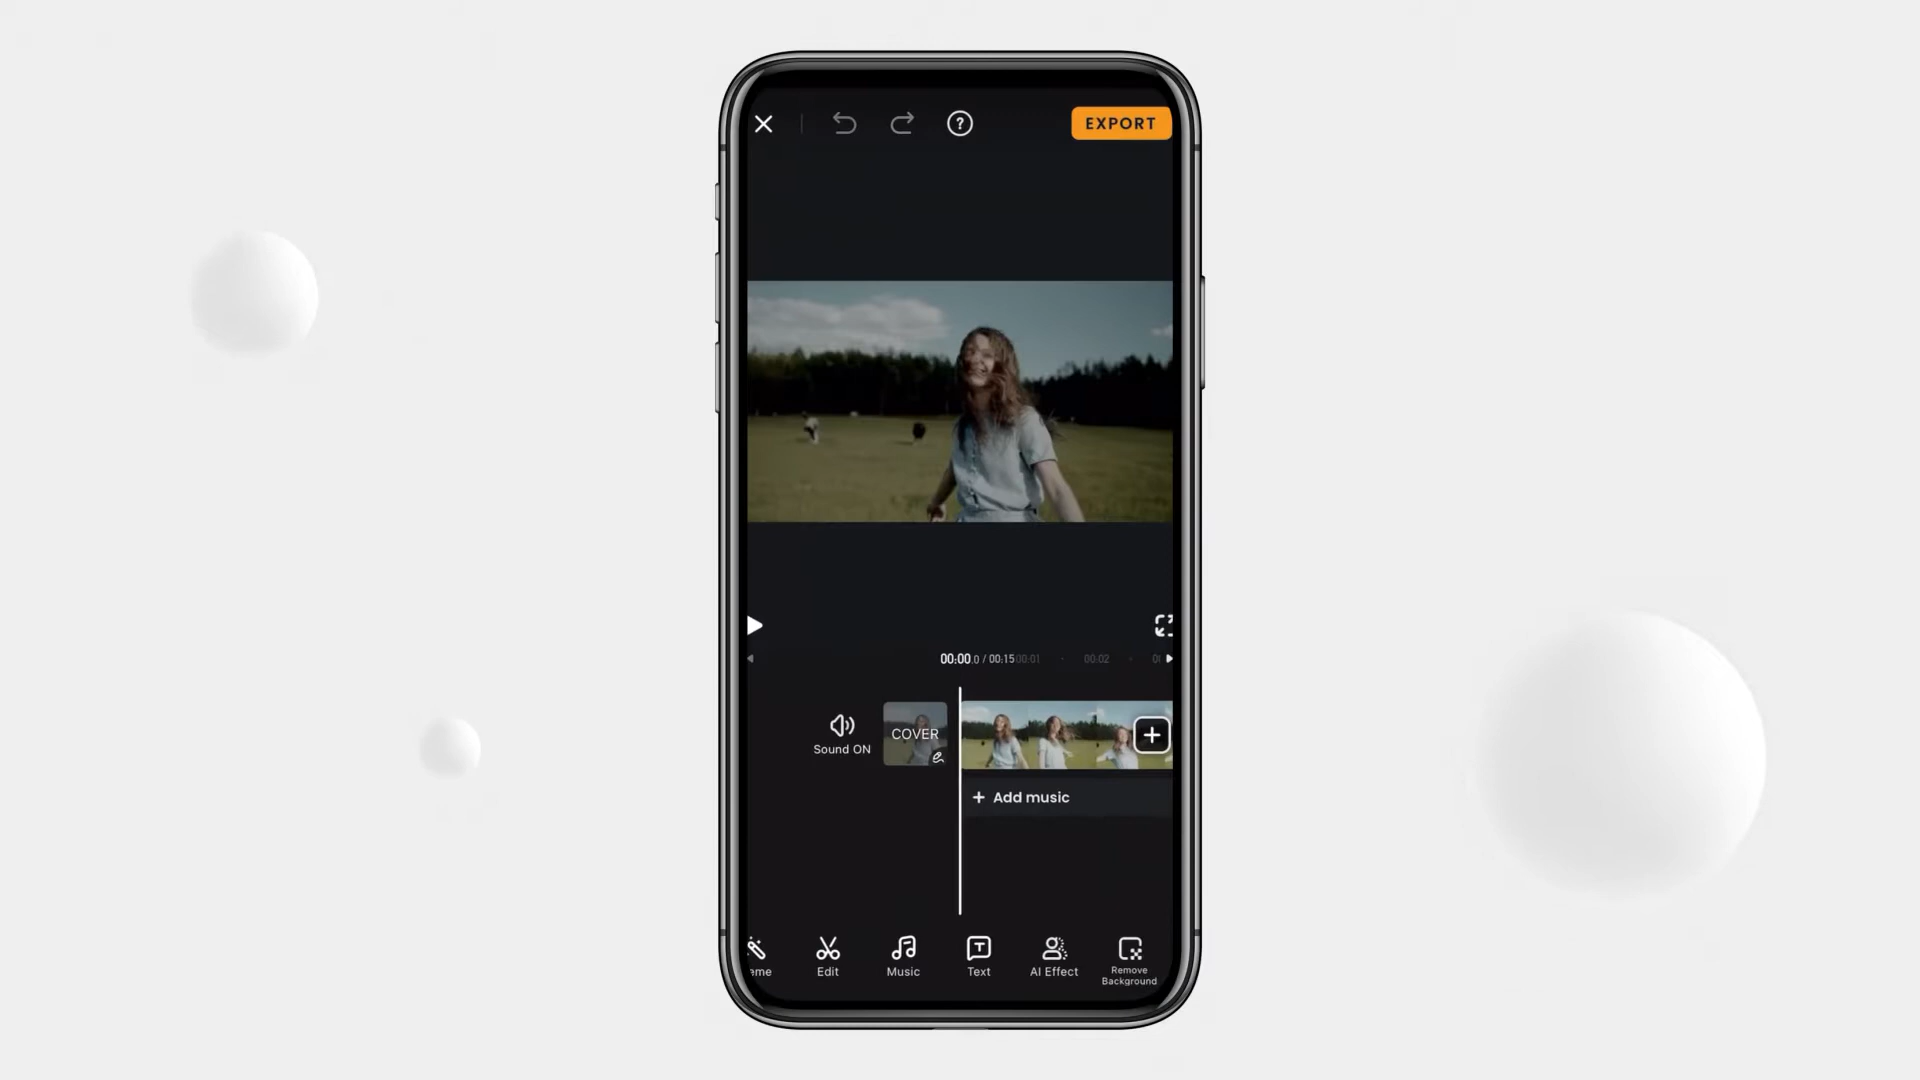 EXPORT
00:00.0 / 00:15 00:01 00:02
Sound ON
COVER
Add music
eme
Edit
Music
Text
AI Effect
Remove
Background